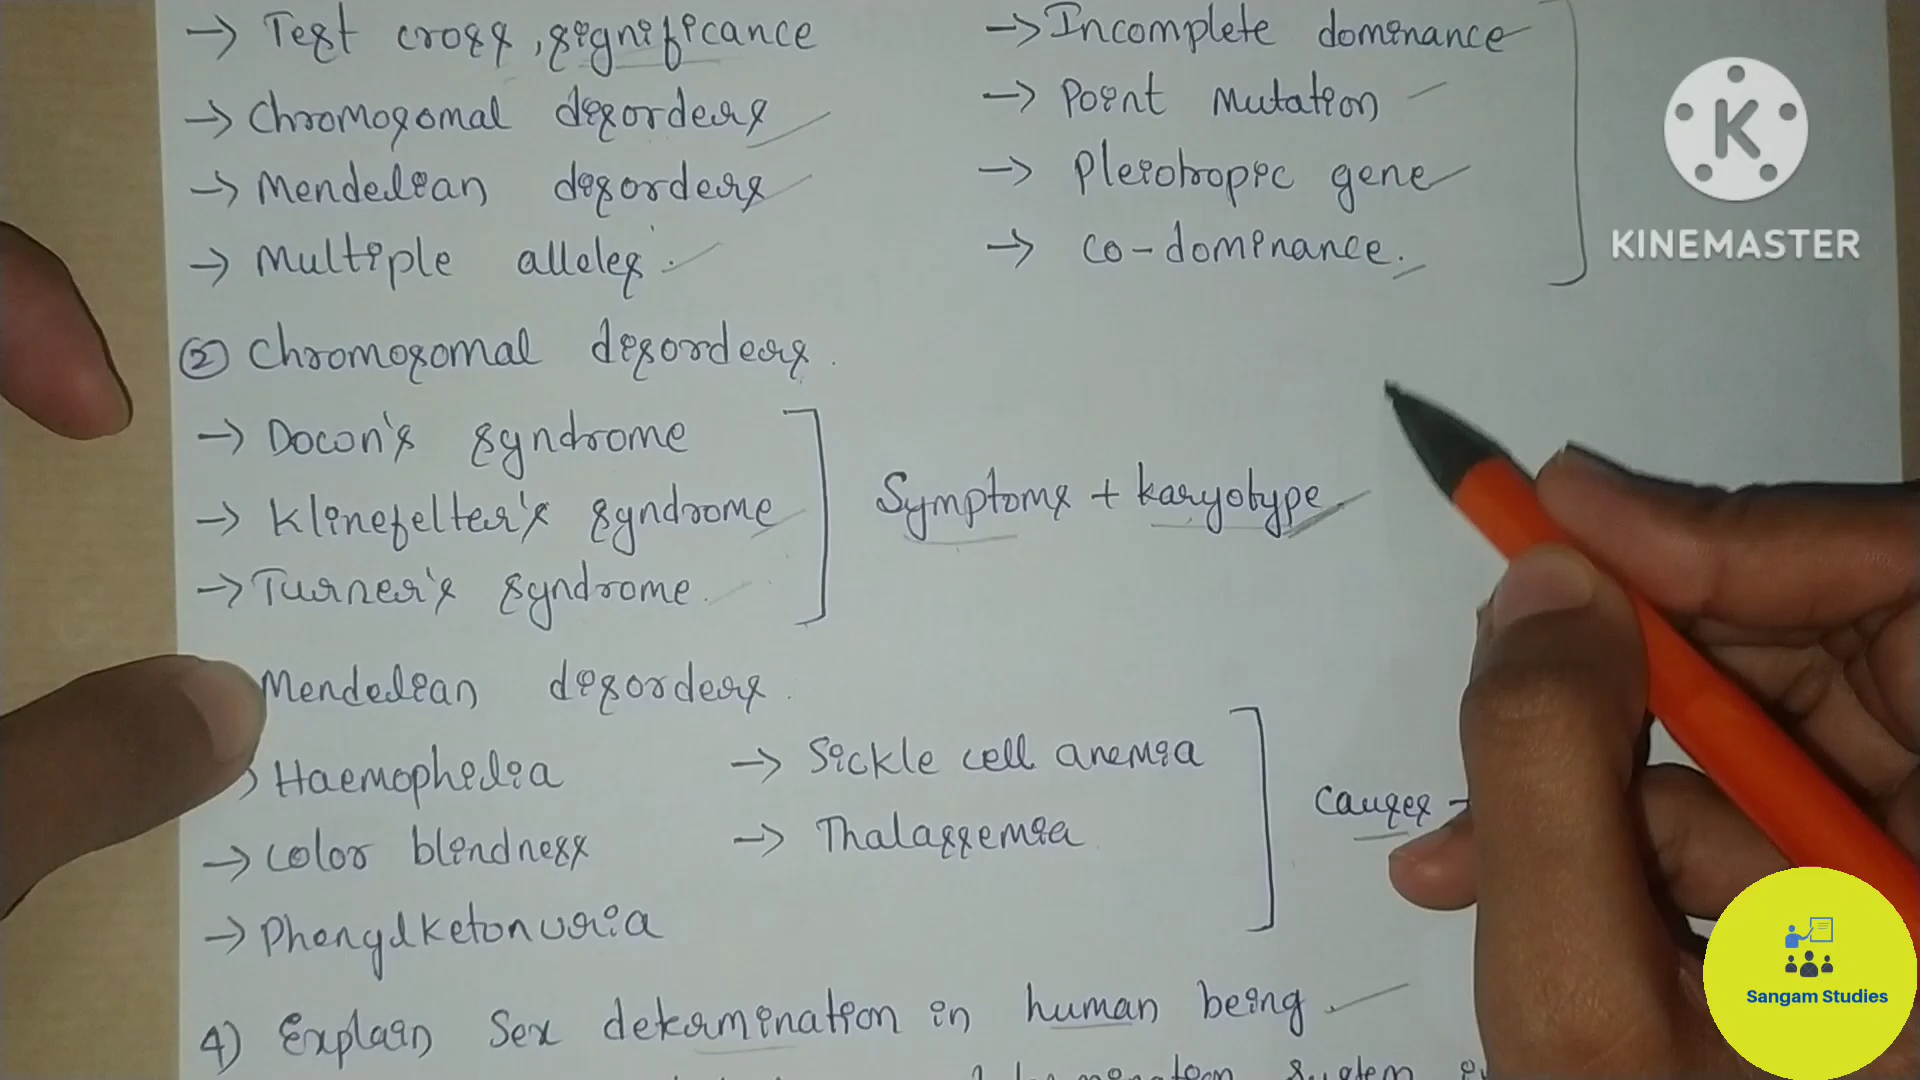 → Test cross, significance
→ Chromosomal disorders
→ Mendelian disorders
→ Multiple alleles.
→ Incomplete dominance
→ Point Mutation
→ Pleiotropic gene
→ Co-dominance.
② Chromosomal disorders.
→ Down's syndrome
→ Klinefelter's syndrome
→ Turner's syndrome.
Symptoms + karyotype
Mendelian disorders.
Haemophilia
→ Color blindness
→ Phenylketonuria
→ Sickle cell anemia
→ Thalassemia
Causes
4) Explain Sex determination in human being.
system
KINEMASTER
Sangam Studies